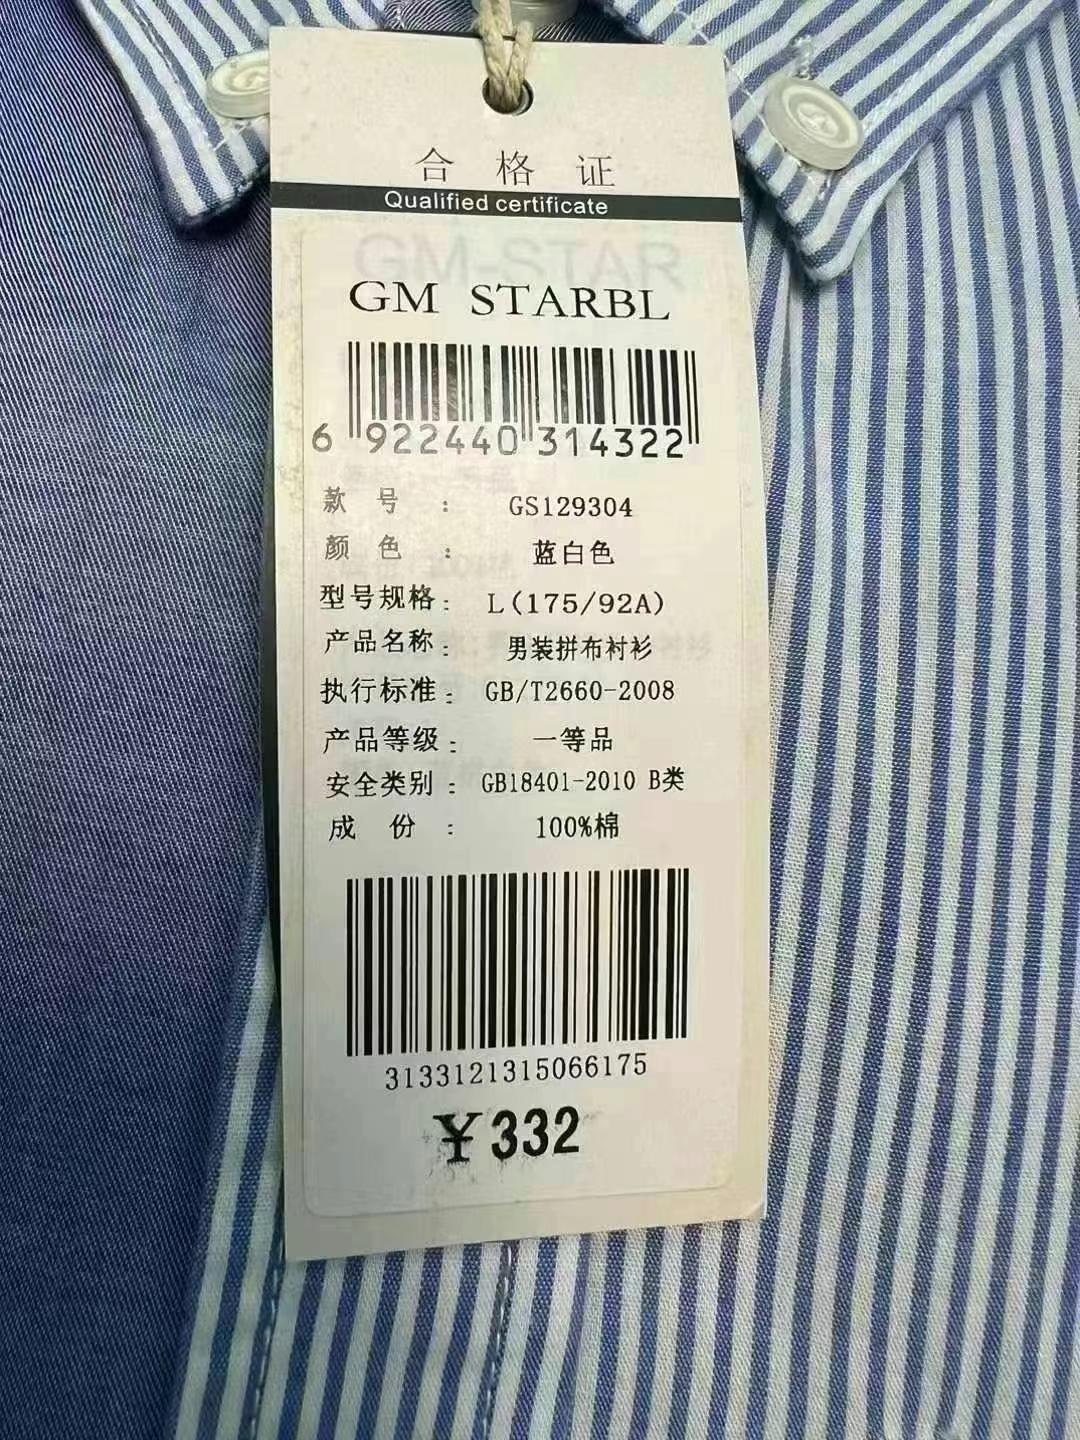 合格证
Qualified certificate
GM-STAR
GM STARBL
6 922440 314322
款号: GS129304
颜色: 蓝白色
型号规格: L(175/92A)
产品名称: 男装拼布衬衫
执行标准: GB/T2660-2008
产品等级: 一等品
安全类别: GB18401-2010 B类
成份: 100%棉
3133121315066175
¥332